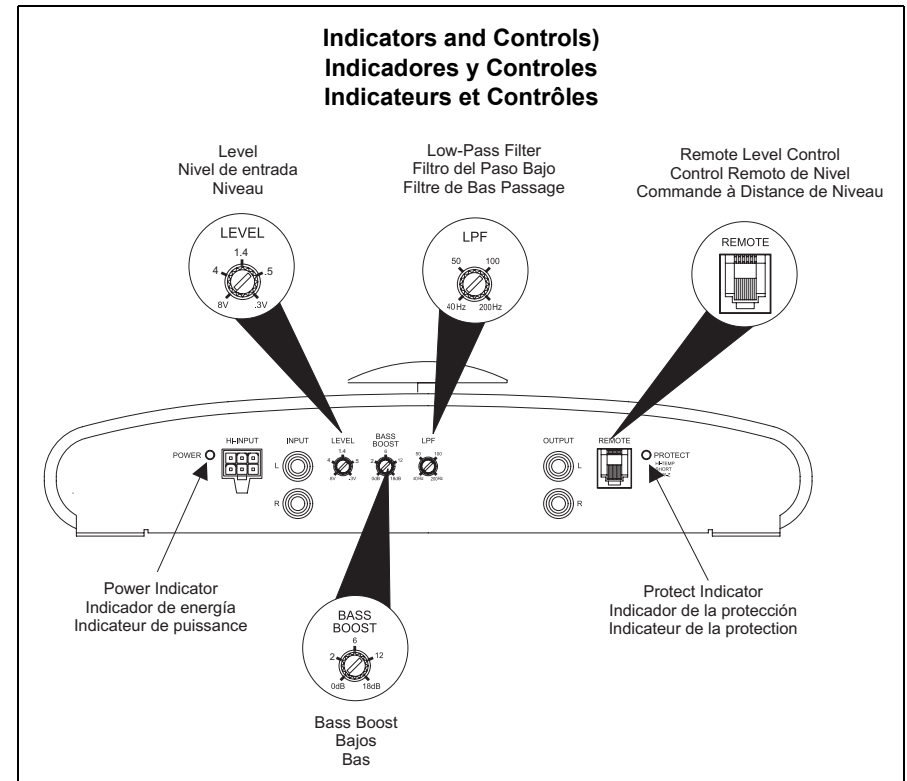 Indicators and Controls)
Indicadores y Controles
Indicateurs et Contrôles
Level
Nivel de entrada
Niveau
Low-Pass Filter
Filtro del Paso Bajo
Filtre de Bas Passage
Remote Level Control
Control Remoto de Nivel
Commande à Distance de Niveau
LEVEL
1.4
4 .5
8V .3V
LPF
50 100
40Hz 200Hz
REMOTE
POWER
HI-INPUT
INPUT
L
R
LEVEL
1.4
4 .5
8V .3V
BASS
BOOST
6
2 12
0dB 18dB
LPF
50 100
40Hz 200Hz
OUTPUT
L
R
REMOTE
PROTECT
HI-TEMP
Power Indicator
Indicador de energía
Indicateur de puissance
Protect Indicator
Indicador de la protección
Indicateur de la protection
BASS
BOOST
6
2 12
0dB 18dB
Bass Boost
Bajos
Bas